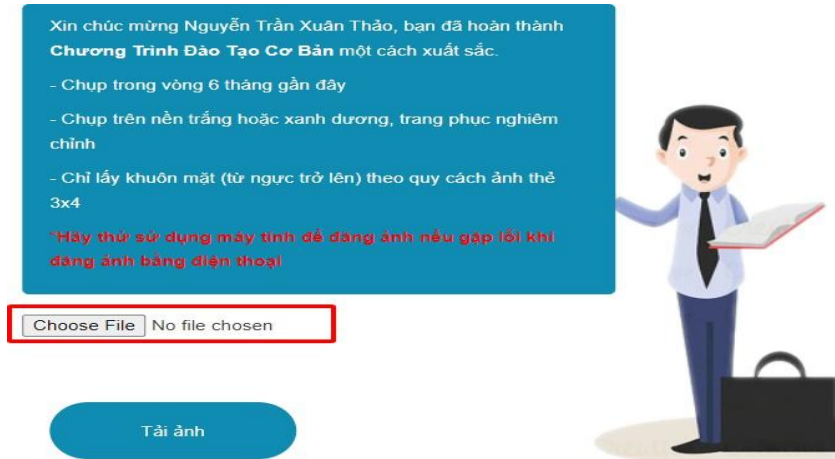 Xin chúc mừng Nguyễn Trần Xuân Thảo, bạn đã hoàn thành
Chương Trình Đào Tạo Cơ Bản một cách xuất sắc.
- Chụp trong vòng 6 tháng gần đây
- Chụp trên nền trắng hoặc xanh dương, trang phục nghiêm
chỉnh
- Chỉ lấy khuôn mặt (từ ngực trở lên) theo quy cách ảnh thẻ
3x4
*Hãy thử sử dụng máy tính để đăng ảnh nếu gặp lỗi khi
đăng ảnh bằng điện thoại
Choose File No file chosen
Tải ảnh